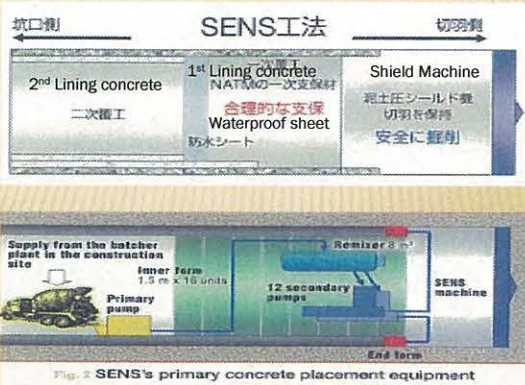 坑口側
SENS工法
切羽側
一次覆工
2nd Lining concrete
二次覆工
1st Lining concrete
NATMの一次支保材
合理的な支保
Waterproof sheet
防水シート
Shield Machine
泥土圧シールド機
切羽を保持
安全に掘削
Supply from the batcher
plant in the construction
site
Inner form
1.5 m x 16 units
Primary
pump
Remixer 8 m³
12 secondary
pumps
SENS
machine
End form
Fig. 2 SENS's primary concrete placement equipment